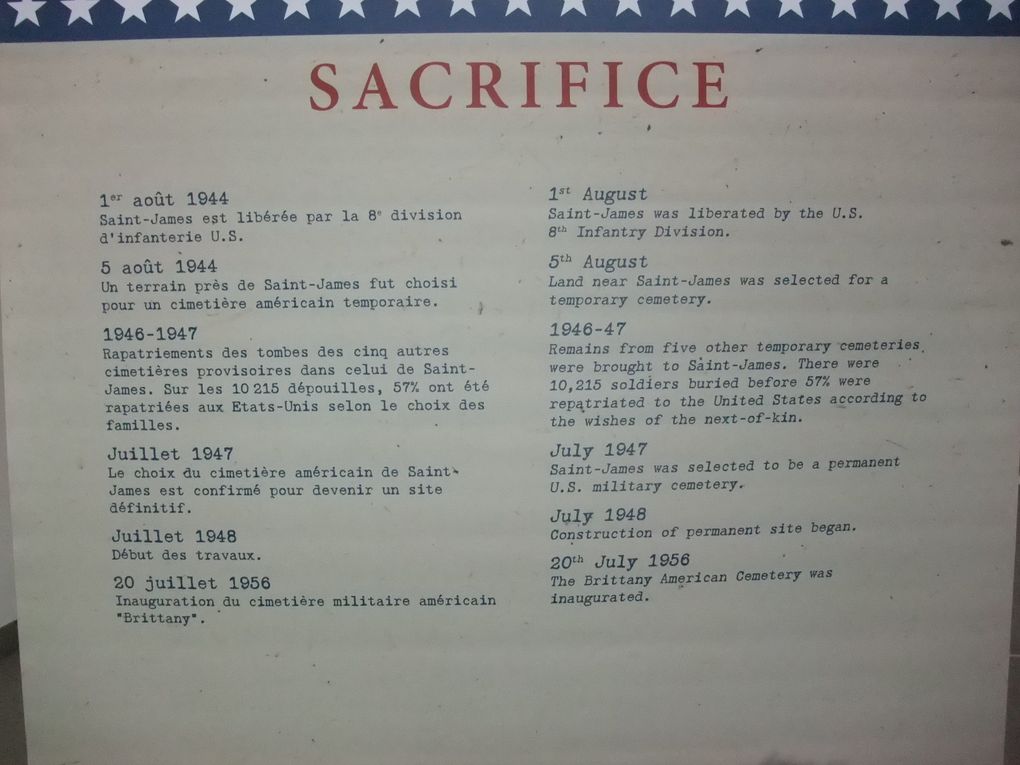 SACRIFICE
1er août 1944
Saint-James est libérée par la 8e division
d'infanterie U.S.
5 août 1944
Un terrain près de Saint-James fut choisi
pour un cimetière américain temporaire.
1946-1947
Rapatriements des tombes des cinq autres
cimetières provisoires dans celui de Saint-
James. Sur les 10 215 dépouilles, 57% ont été
rapatriées aux Etats-Unis selon le choix des
familles.
Juillet 1947
Le choix du cimetière américain de Saint-
James est confirmé pour devenir un site
définitif.
Juillet 1948
Début des travaux.
20 juillet 1956
Inauguration du cimetière militaire américain
"Brittany".
1st August
Saint-James was liberated by the U.S.
8th Infantry Division.
5th August
Land near Saint-James was selected for a
temporary cemetery.
1946-47
Remains from five other temporary cemeteries
were brought to Saint-James. There were
10,215 soldiers buried before 57% were
repatriated to the United States according to
the wishes of the next-of-kin.
July 1947
Saint-James was selected to be a permanent
U.S. military cemetery.
July 1948
Construction of permanent site began.
20th July 1956
The Brittany American Cemetery was
inaugurated.